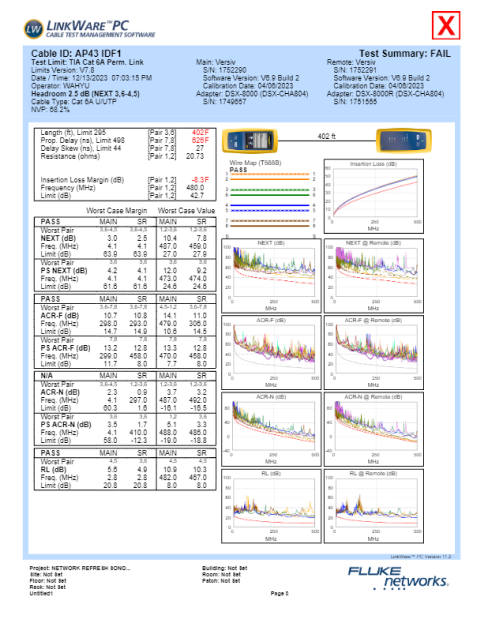 LW LINKWARE™PC
CABLE TEST MANAGEMENT SOFTWARE
X
Cable ID: AP43 IDF1
Test Summary: FAIL
Test Limit: TIA Cat 6A Perm. Link
Limits Version: V7.8
Date / Time: 12/13/2023 07:03:15 PM
Operator: WAHYU
Headroom 2.5 dB (NEXT 3,6-4,5)
Cable Type: Cat 6A U/UTP
NVP: 68.2%
Main: Versiv
S/N: 1752290
Software Version: V6.9 Build 2
Calibration Date: 04/06/2023
Adapter: DSX-8000 (DSX-CHA804)
S/N: 1749657
Remote: Versiv
S/N: 1752291
Software Version: V6.9 Build 2
Calibration Date: 04/06/2023
Adapter: DSX-8000R (DSX-CHA804)
Length (ft), Limit 295 [Pair 3,6] 402F
Prop. Delay (ns), Limit 498 [Pair 7,8] 626F
Delay Skew (ns), Limit 44 [Pair 7,8] 27
Resistance (ohms) [Pair 1,2] 20.73
Insertion Loss Margin (dB) [Pair 1,2] -8.3F
Frequency (MHz) [Pair 1,2] 480.0
Limit (dB) [Pair 1,2] 42.7
402 ft
Wire Map (T568B)
PASS
Insertion Loss (dB)
Worst Case Margin Worst Case Value
PASS MAIN SR MAIN SR
Worst Pair 3,6-4,5 3,6-4,5 1,2-3,6 1,2-3,6
NEXT (dB) 3.0 2.5 10.4 7.8
Freq. (MHz) 4.1 4.1 487.0 459.0
Limit (dB) 63.9 63.9 27.0 27.9
Worst Pair 3,6 3,6 3,6 3,6
PS NEXT (dB) 4.2 4.1 12.0 9.2
Freq. (MHz) 4.1 4.1 473.0 474.0
Limit (dB) 61.6 61.6 24.6 24.6
PASS MAIN SR MAIN SR
Worst Pair 3,6-7,8 3,6-7,8 4,5-1,2 3,6-7,8
ACR-F (dB) 10.7 10.8 14.1 11.0
Freq. (MHz) 298.0 293.0 479.0 306.0
Limit (dB) 14.7 14.9 10.6 14.5
Worst Pair 7,8 7,8 7,8 7,8
PS ACR-F (dB) 13.2 12.8 13.3 12.8
Freq. (MHz) 299.0 458.0 470.0 458.0
Limit (dB) 11.7 8.0 7.7 8.0
N/A MAIN SR MAIN SR
Worst Pair 3,6-4,5 1,2-3,6 1,2-3,6 1,2-3,6
ACR-N (dB) 2.3 0.9 3.7 3.2
Freq. (MHz) 4.1 297.0 487.0 492.0
Limit (dB) 60.3 1.6 -16.1 -16.5
Worst Pair 3,6 3,6 1,2 3,6
PS ACR-N (dB) 3.5 1.7 5.1 3.3
Freq. (MHz) 4.1 410.0 488.0 486.0
Limit (dB) 58.0 -12.3 -19.0 -18.8
PASS MAIN SR MAIN SR
Worst Pair 4,5 3,6 4,5 4,5
RL (dB) 5.6 4.9 10.9 10.3
Freq. (MHz) 2.8 2.8 482.0 467.0
Limit (dB) 20.8 20.8 8.0 8.0
NEXT (dB)
NEXT @ Remote (dB)
ACR-F (dB)
ACR-F @ Remote (dB)
ACR-N (dB)
ACR-N @ Remote (dB)
RL (dB)
RL @ Remote (dB)
MHz
LinkWare™ PC Version 11.2
Site: Not Set
Floor: Not Set
Rack: Not Set
Untitled1
Building: Not Set
Room: Not Set
Patch: Not Set
FLUKE
networks.